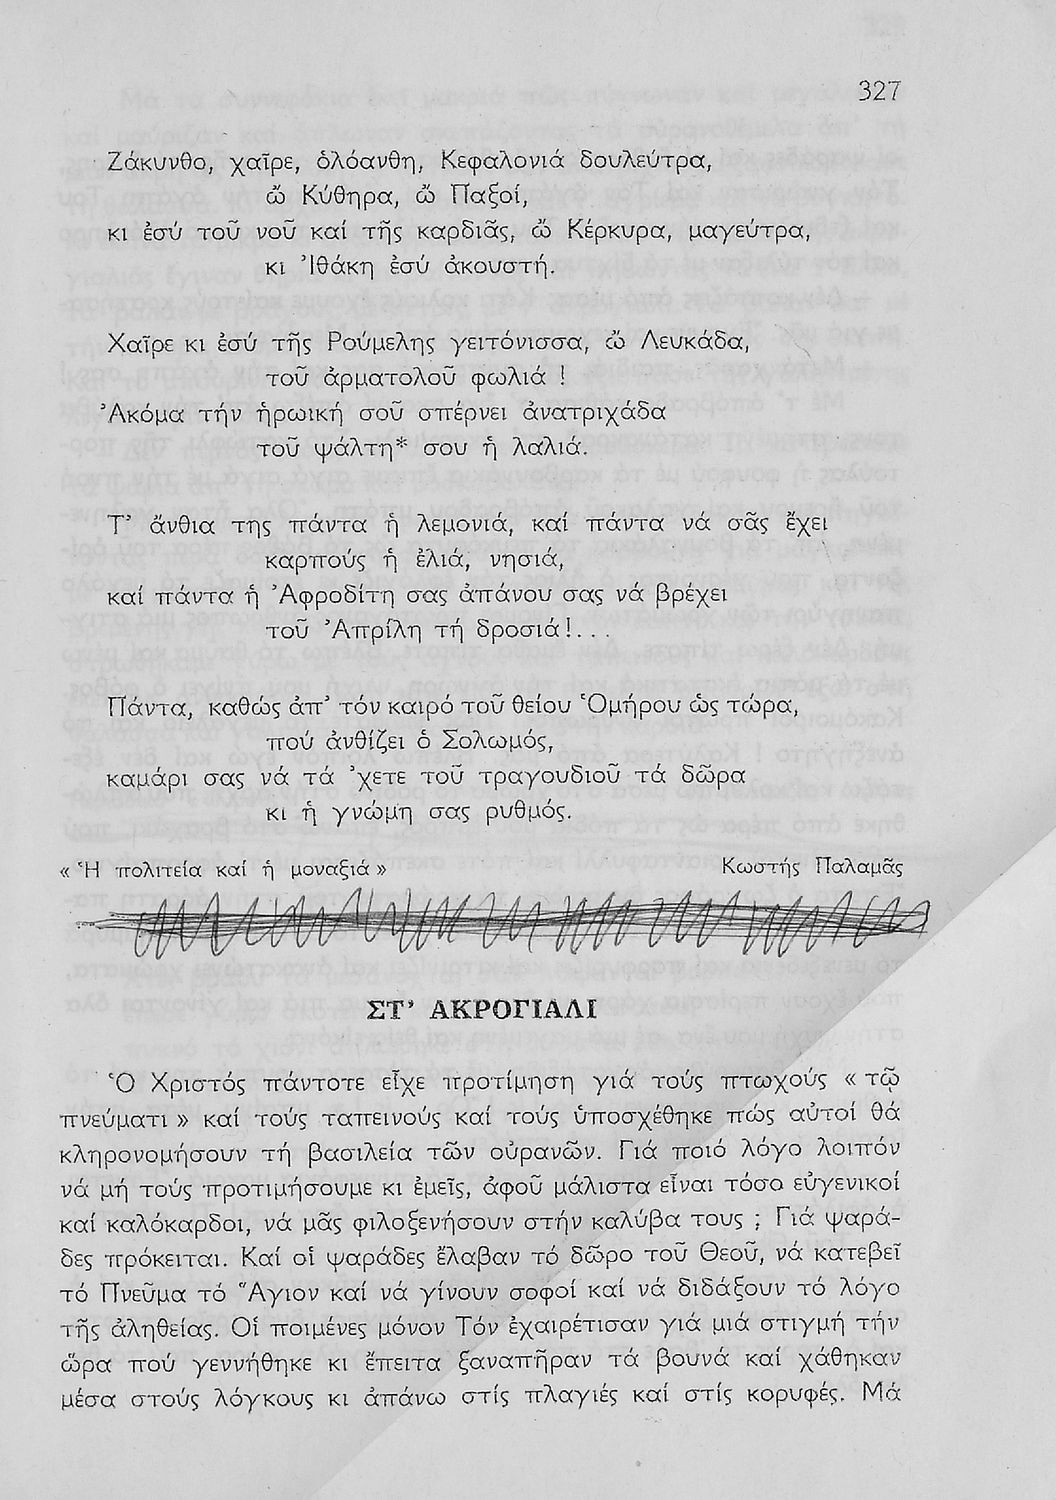 327
Ζάκυνθο, χαῖρε, ὁλόανθη, Κεφαλονιά δουλεύτρα,
ὤ Κύθηρα, ὤ Παξοί,
κι ἐσύ τοῦ νοῦ καί τῆς καρδιᾶς, ὤ Κέρκυρα, μαγεύτρα,
κι ᾽Ιθάκη ἐσύ ἀκουστή.
Χαῖρε κι ἐσύ τῆς Ρούμελης γειτόνισσα, ὤ Λευκάδα,
τοῦ ἀρματολοῦ φωλιά !
᾽Ακόμα τήν ἡρωική σοῦ σπέρνει ἀνατριχάδα
τοῦ ψάλτη* σου ἡ λαλιά.
Τ᾽ ἄνθια της πάντα ἡ λεμονιά, καί πάντα νά σᾶς ἔχει
καρπούς ἡ ἐλιά, νησιά,
καί πάντα ἡ ᾽Αφροδίτη σας ἀπάνου σας νά βρέχει
τοῦ ᾽Απρίλη τή δροσιά!...
Πάντα, καθώς ἀπ᾽ τόν καιρό τοῦ θείου ῾Ομήρου ὡς τώρα,
πού ἀνθίζει ὁ Σολωμός,
καμάρι σας νά τά ᾽χετε τοῦ τραγουδιοῦ τά δῶρα
κι ἡ γνώμη σας ρυθμός.
« ῾Η πολιτεία καί ἡ μοναξιά » Κωστής Παλαμᾶς
ΣΤ᾽ ΑΚΡΟΓΙΑΛΙ
῾Ο Χριστός πάντοτε εἶχε προτίμηση γιά τούς πτωχούς « τῷ
πνεύματι » καί τούς ταπεινούς καί τούς ὑποσχέθηκε πώς αὐτοί θά
κληρονομήσουν τή βασιλεία τῶν οὐρανῶν. Γιά ποιό λόγο λοιπόν
νά μή τούς προτιμήσουμε κι ἐμεῖς, ἀφοῦ μάλιστα εἶναι τόσο εὐγενικοί
καί καλόκαρδοι, νά μᾶς φιλοξενήσουν στήν καλύβα τους ; Γιά ψαρά-
δες πρόκειται. Καί οἱ ψαράδες ἔλαβαν τό δῶρο τοῦ Θεοῦ, νά κατεβεῖ
τό Πνεῦμα τό ῞Αγιον καί νά γίνουν σοφοί καί νά διδάξουν τό λόγο
τῆς ἀληθείας. Οἱ ποιμένες μόνον Τόν ἐχαιρέτισαν γιά μιά στιγμή τήν
ὥρα πού γεννήθηκε κι ἔπειτα ξαναπῆραν τά βουνά καί χάθηκαν
μέσα στούς λόγκους κι ἀπάνω στίς πλαγιές καί στίς κορυφές. Μά